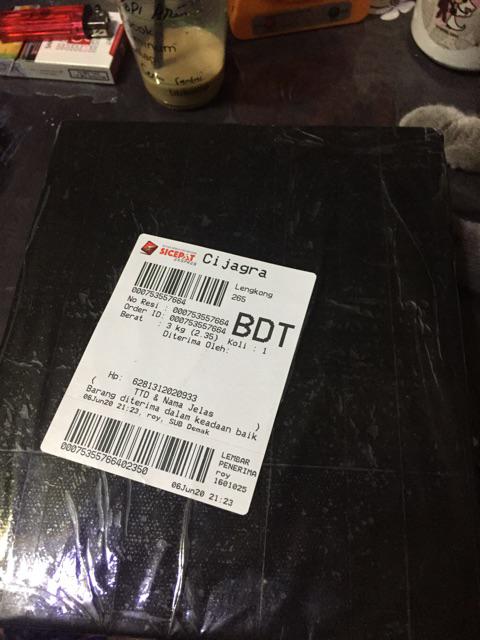 SICEPAT
EKSPRES
Cijagra
000753557664
Lengkong
265
No Resi : 000753557664
Order ID: 000753557664
Berat : 3 kg (2.35) Koli : 1
BDT
Diterima Oleh:
Hp: 6281312020933
( )
TTD & Nama Jelas
Barang diterima dalam keadaan baik
06Jun20 21:23, roy, SUB Demak
00075355766402350
LEMBAR
PENERIMA
roy
1601025
06Jun20 21:23